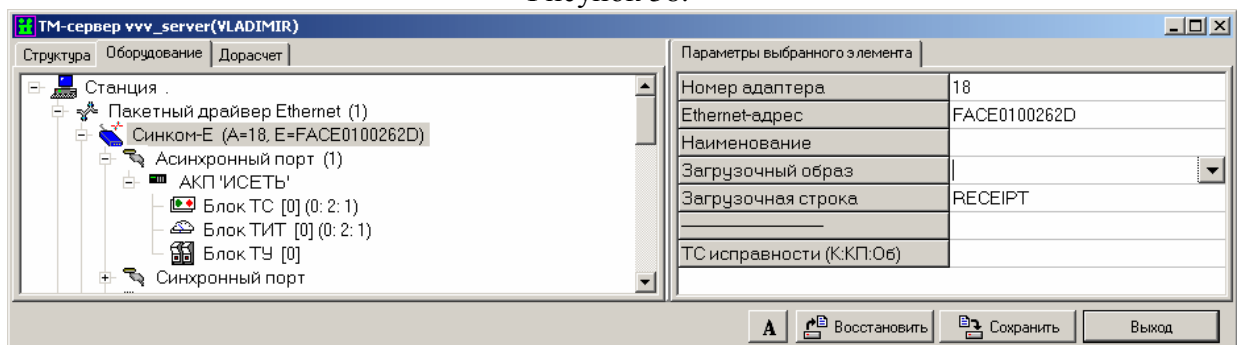 ТМ-сервер vvv_server(VLADIMIR)
Структура Оборудование Дорасчет
Станция .
Пакетный драйвер Ethernet (1)
Синком-Е (A=18, E=FACE0100262D)
Асинхронный порт (1)
АКП 'ИСЕТЬ'
Блок ТС [0] (0: 2: 1)
Блок ТИТ [0] (0: 2: 1)
Блок ТУ [0]
Синхронный порт
Параметры выбранного элемента
Номер адаптера 18
Ethernet-адрес FACE0100262D
Наименование
Загрузочный образ
Загрузочная строка RECEIPT
ТС исправности (К:КП:Об)
А Восстановить Сохранить Выход